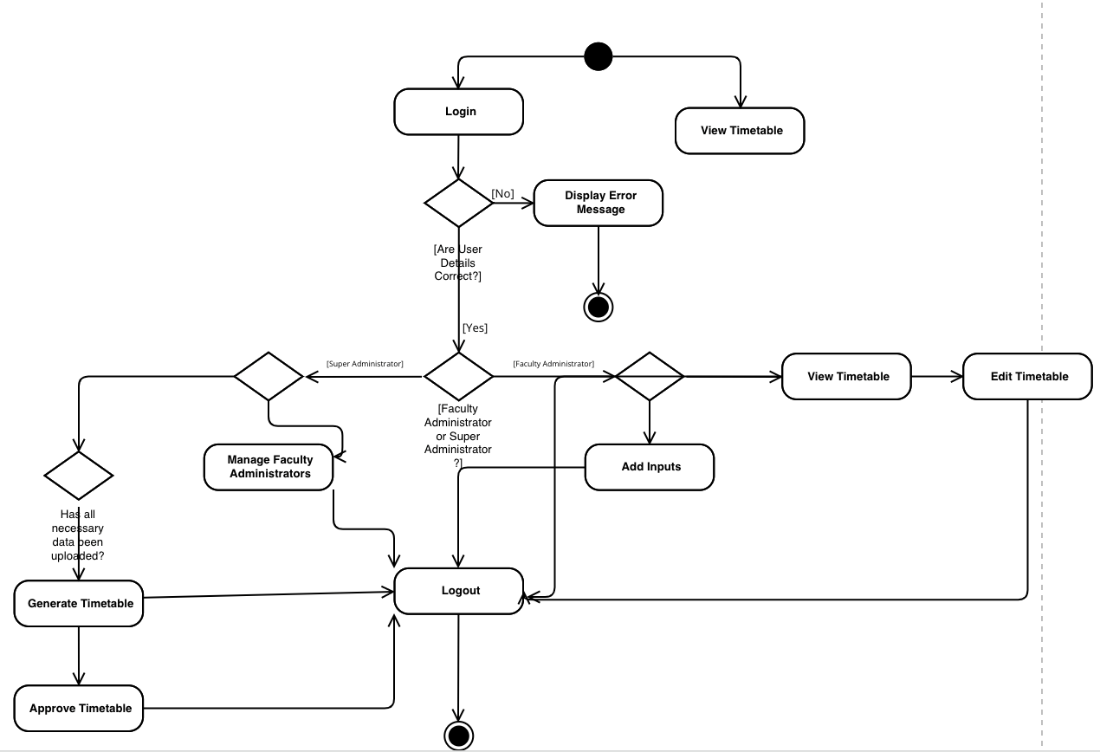 Login
View Timetable
[No]
Display Error
Message
[Are User
Details
Correct?]
[Yes]
[Super Administrator]
[Faculty Administrator]
View Timetable
Edit Timetable
[Faculty
Administrator
or Super
Administrator
?]
Manage Faculty
Administrators
Add Inputs
Has all
necessary
data been
uploaded?
Generate Timetable
Logout
Approve Timetable